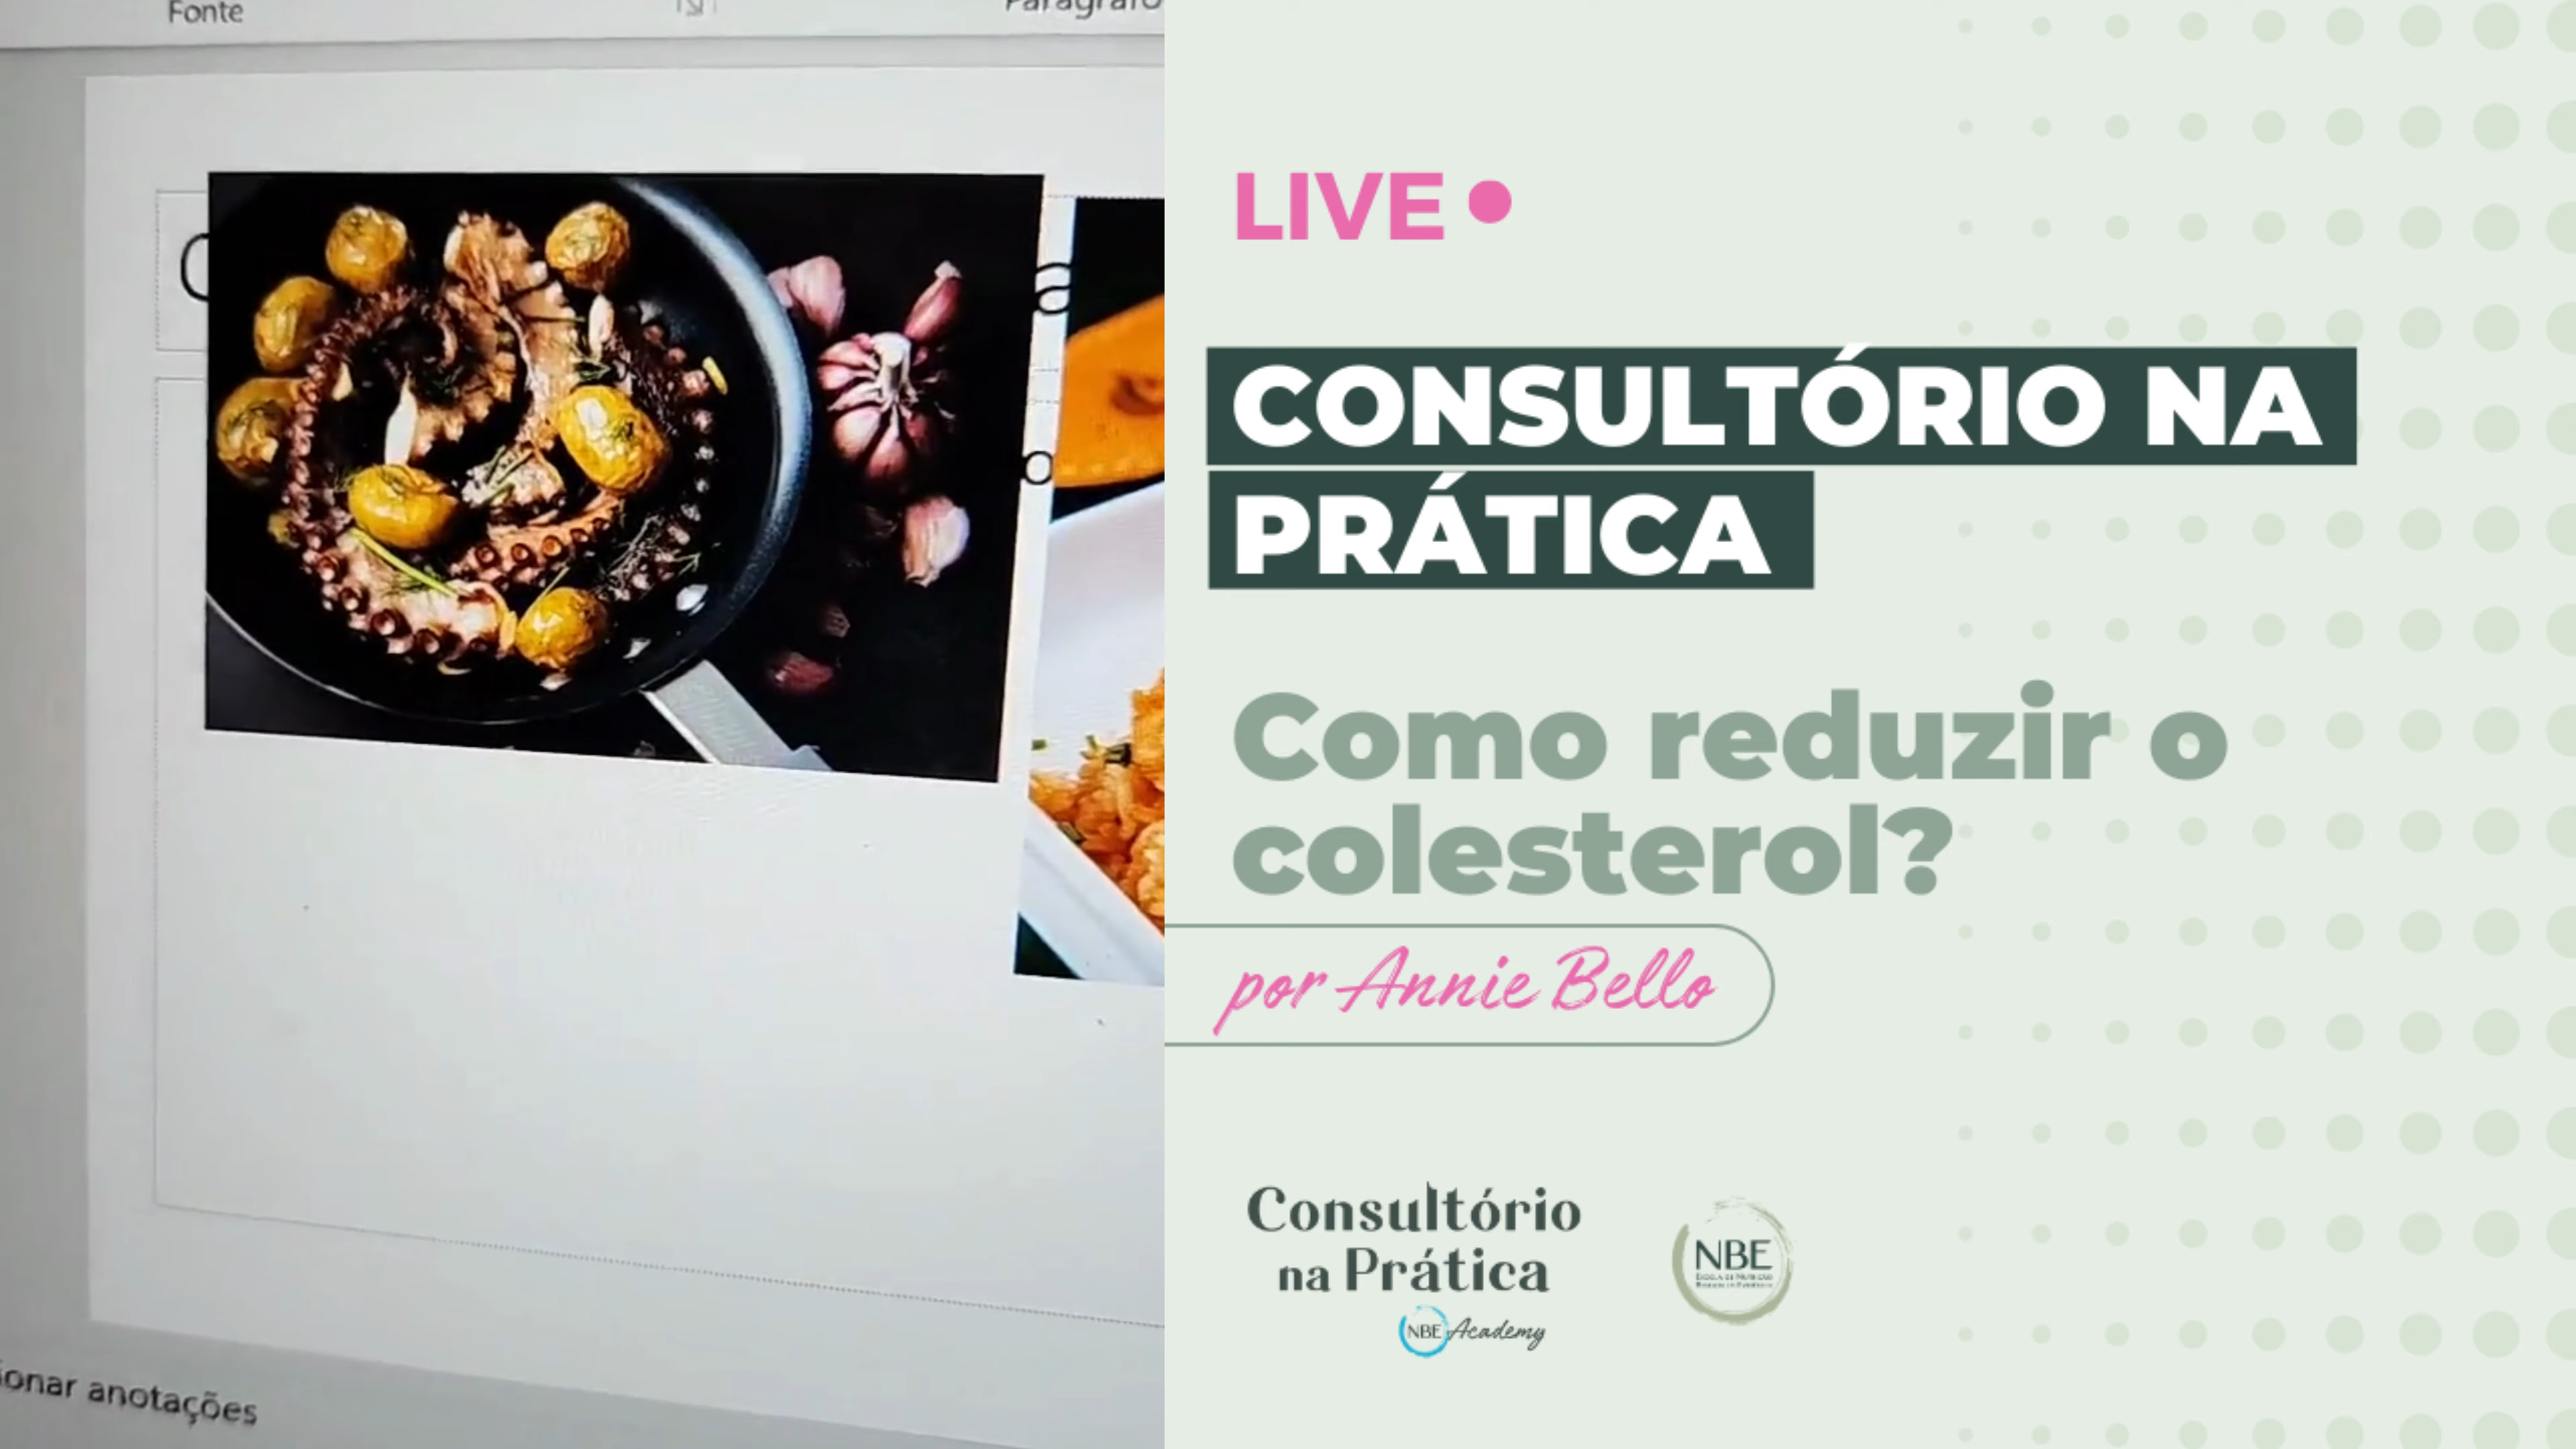 Fonte
Parágrafo
a
o
ionar anotações
LIVE
CONSULTÓRIO NA
PRÁTICA
Como reduzir o
colesterol?
por Annie Bello
Consultório
na Prática
NBE Academy
NBE